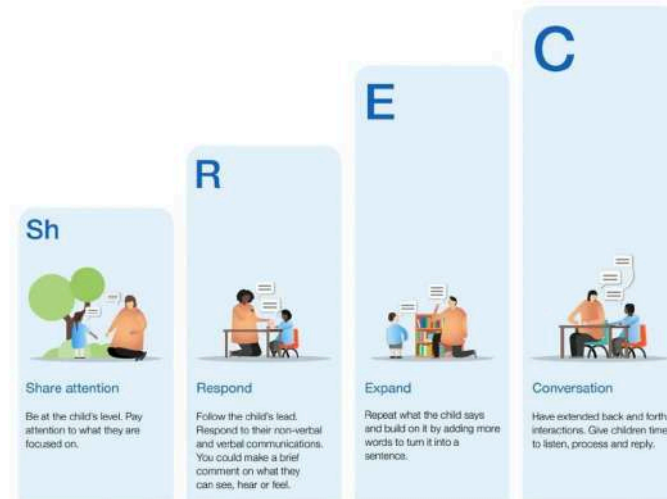 Sh
Share attention
Be at the child's level. Pay
attention to what they are
focused on.
R
Respond
Follow the child's lead.
Respond to their non-verbal
and verbal communications.
You could make a brief
comment on what they
can see, hear or feel.
E
Expand
Repeat what the child says
and build on it by adding more
words to turn it into a
sentence.
C
Conversation
Have extended back and forth
interactions. Give children time
to listen, process and reply.